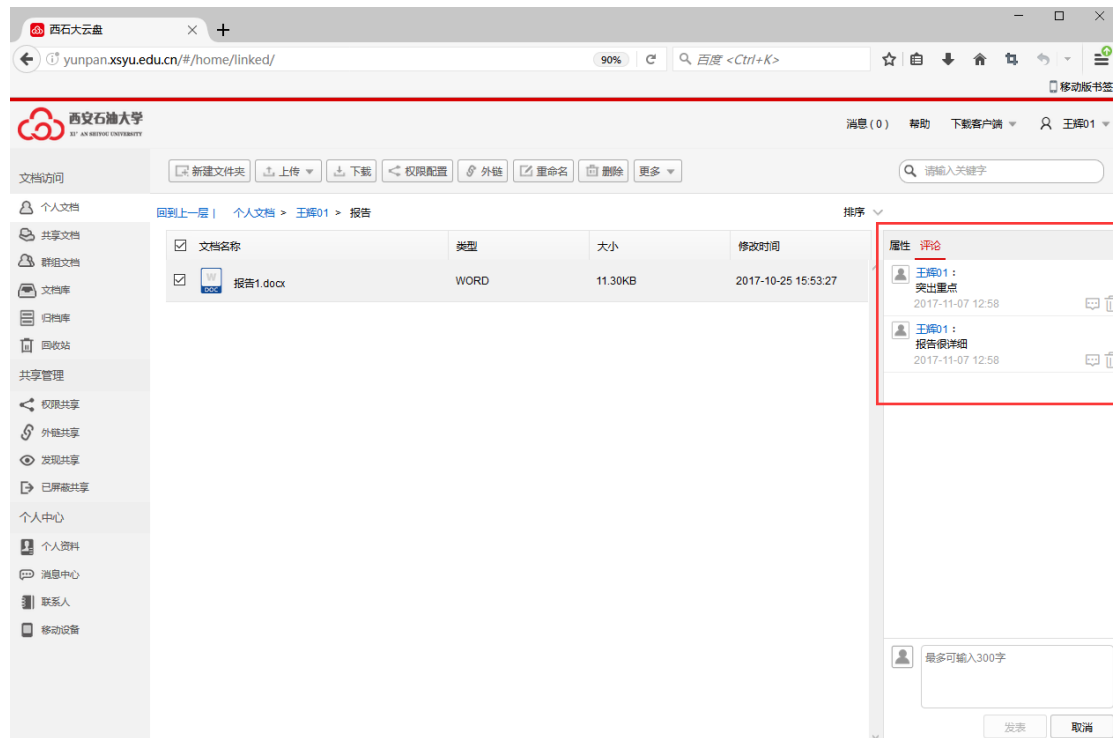 西石大云盘
yunpan.xsyu.edu.cn/#/home/linked/
90%
百度 <Ctrl+K>
移动版书签
西安石油大学
XI' AN SHIYOU UNIVERSITY
消息(0) 帮助 下载客户端 王辉01
文档访问
新建文件夹 上传 下载 权限配置 外链 重命名 删除 更多
请输入关键字
个人文档
共享文档
群组文档
文档库
归档库
回收站
共享管理
权限共享
外链共享
发现共享
已屏蔽共享
个人中心
个人资料
消息中心
联系人
移动设备
回到上一层 | 个人文档 > 王辉01 > 报告
排序
文档名称 类型 大小 修改时间
W
DOC
报告1.docx WORD 11.30KB 2017-10-25 15:53:27
属性 评论
王辉01：
突出重点
2017-11-07 12:58
王辉01：
报告很详细
2017-11-07 12:58
最多可输入300字
发表 取消